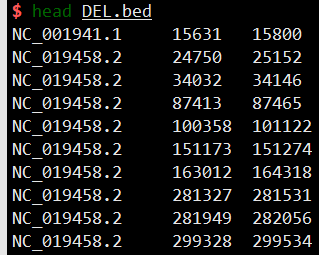 $ head DEL.bed
NC_001941.1 15631 15800
NC_019458.2 24750 25152
NC_019458.2 34032 34146
NC_019458.2 87413 87465
NC_019458.2 100358 101122
NC_019458.2 151173 151274
NC_019458.2 163012 164318
NC_019458.2 281327 281531
NC_019458.2 281949 282056
NC_019458.2 299328 299534